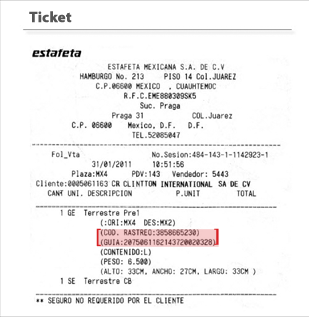 Ticket
estafeta
ESTAFETA MEXICANA S.A. DE C.V
HAMBURGO No. 213 PISO 14 Col.JUAREZ
C.P.06600 MEXICO , CUAUHTEMOC
R.F.C.EME880309SK5
Suc. Praga
Praga 31 COL.Juarez
C.P. 06600 Mexico, D.F. D.F.
TEL.52085047
Fol_Vta No.Sesion:484-143-1-1142923-1
31/01/2011 10:51:56
Plaza:MX4 PDV:143 Vendedor: 5443
Cliente:0005061163 CR CLINTTON INTERNATIONAL SA DE CV
CANT UNI. DESCRIPCION P.UNIT TOTAL
1 GE Terrestre Pre1
(:ORI:MX4 DES:MX2)
(COD. RASTREO:3858665230)
(GUIA:2075061162143720020328)
(CONTENIDO:L)
(PESO: 6.500)
(ALTO: 33CM, ANCHO: 27CM, LARGO: 33CM )
1 SE Terrestre CB
** SEGURO NO REQUERIDO POR EL CLIENTE